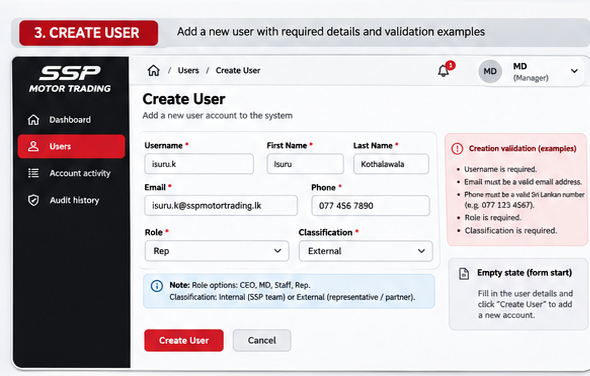 3. CREATE USER
Add a new user with required details and validation examples
SSP
MOTOR TRADING
Dashboard
Users
Account activity
Audit history
/ Users / Create User
1
MD
MD
(Manager)
Create User
Add a new user account to the system
Username * First Name * Last Name *
isuru.k Isuru Kothalawala
Email * Phone *
isuru.k@sspmotortrading.lk 077 456 7890
Role * Classification *
Rep External
Note: Role options: CEO, MD, Staff, Rep.
Classification: Internal (SSP team) or External (representative / partner).
Create User Cancel
Creation validation (examples)
• Username is required.
• Email must be a valid email address.
• Phone must be a valid Sri Lankan number
(e.g. 077 123 4567).
• Role is required.
• Classification is required.
Empty state (form start)
Fill in the user details and
click "Create User" to add
a new account.